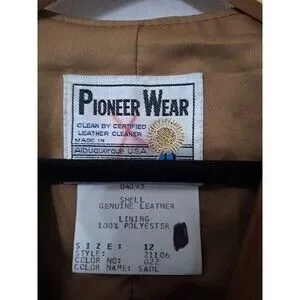 PIONEER WEAR
CLEAN BY CERTIFIED
LEATHER CLEANER
MADE IN
Albuquerque U.S.A.
04093
SHELL
GENUINE LEATHER
LINING
100% POLYESTER
SIZE: 12
STYLE: 21106
COLOR NO: 022
COLOR NAME: SADL